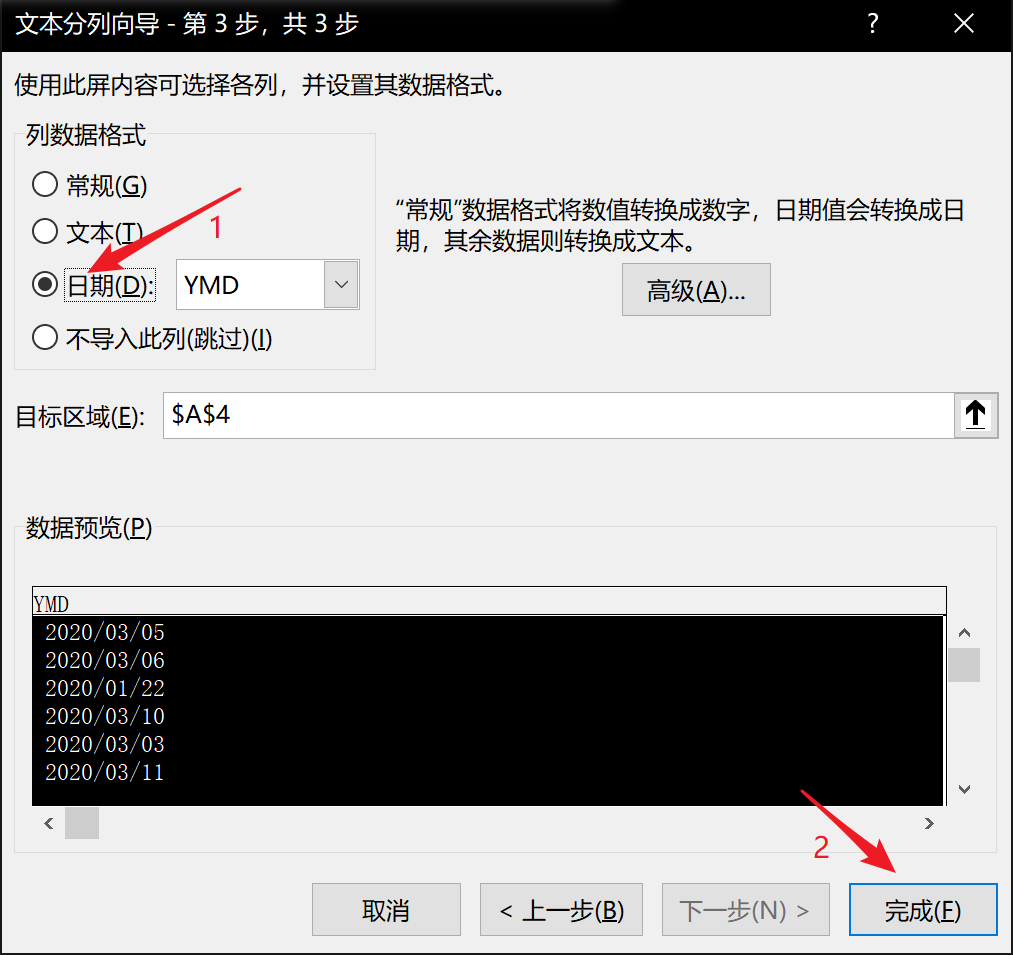 文本分列向导 - 第 3 步，共 3 步
?
使用此屏内容可选择各列，并设置其数据格式。
列数据格式
常规(G)
文本(T)
1
日期(D):
YMD
不导入此列(跳过)(I)
“常规”数据格式将数值转换成数字，日期值会转换成日
期，其余数据则转换成文本。
高级(A)...
目标区域(E):
$A$4
数据预览(P)
YMD
2020/03/05
2020/03/06
2020/01/22
2020/03/10
2020/03/03
2020/03/11
2
取消
< 上一步(B)
下一步(N) >
完成(F)